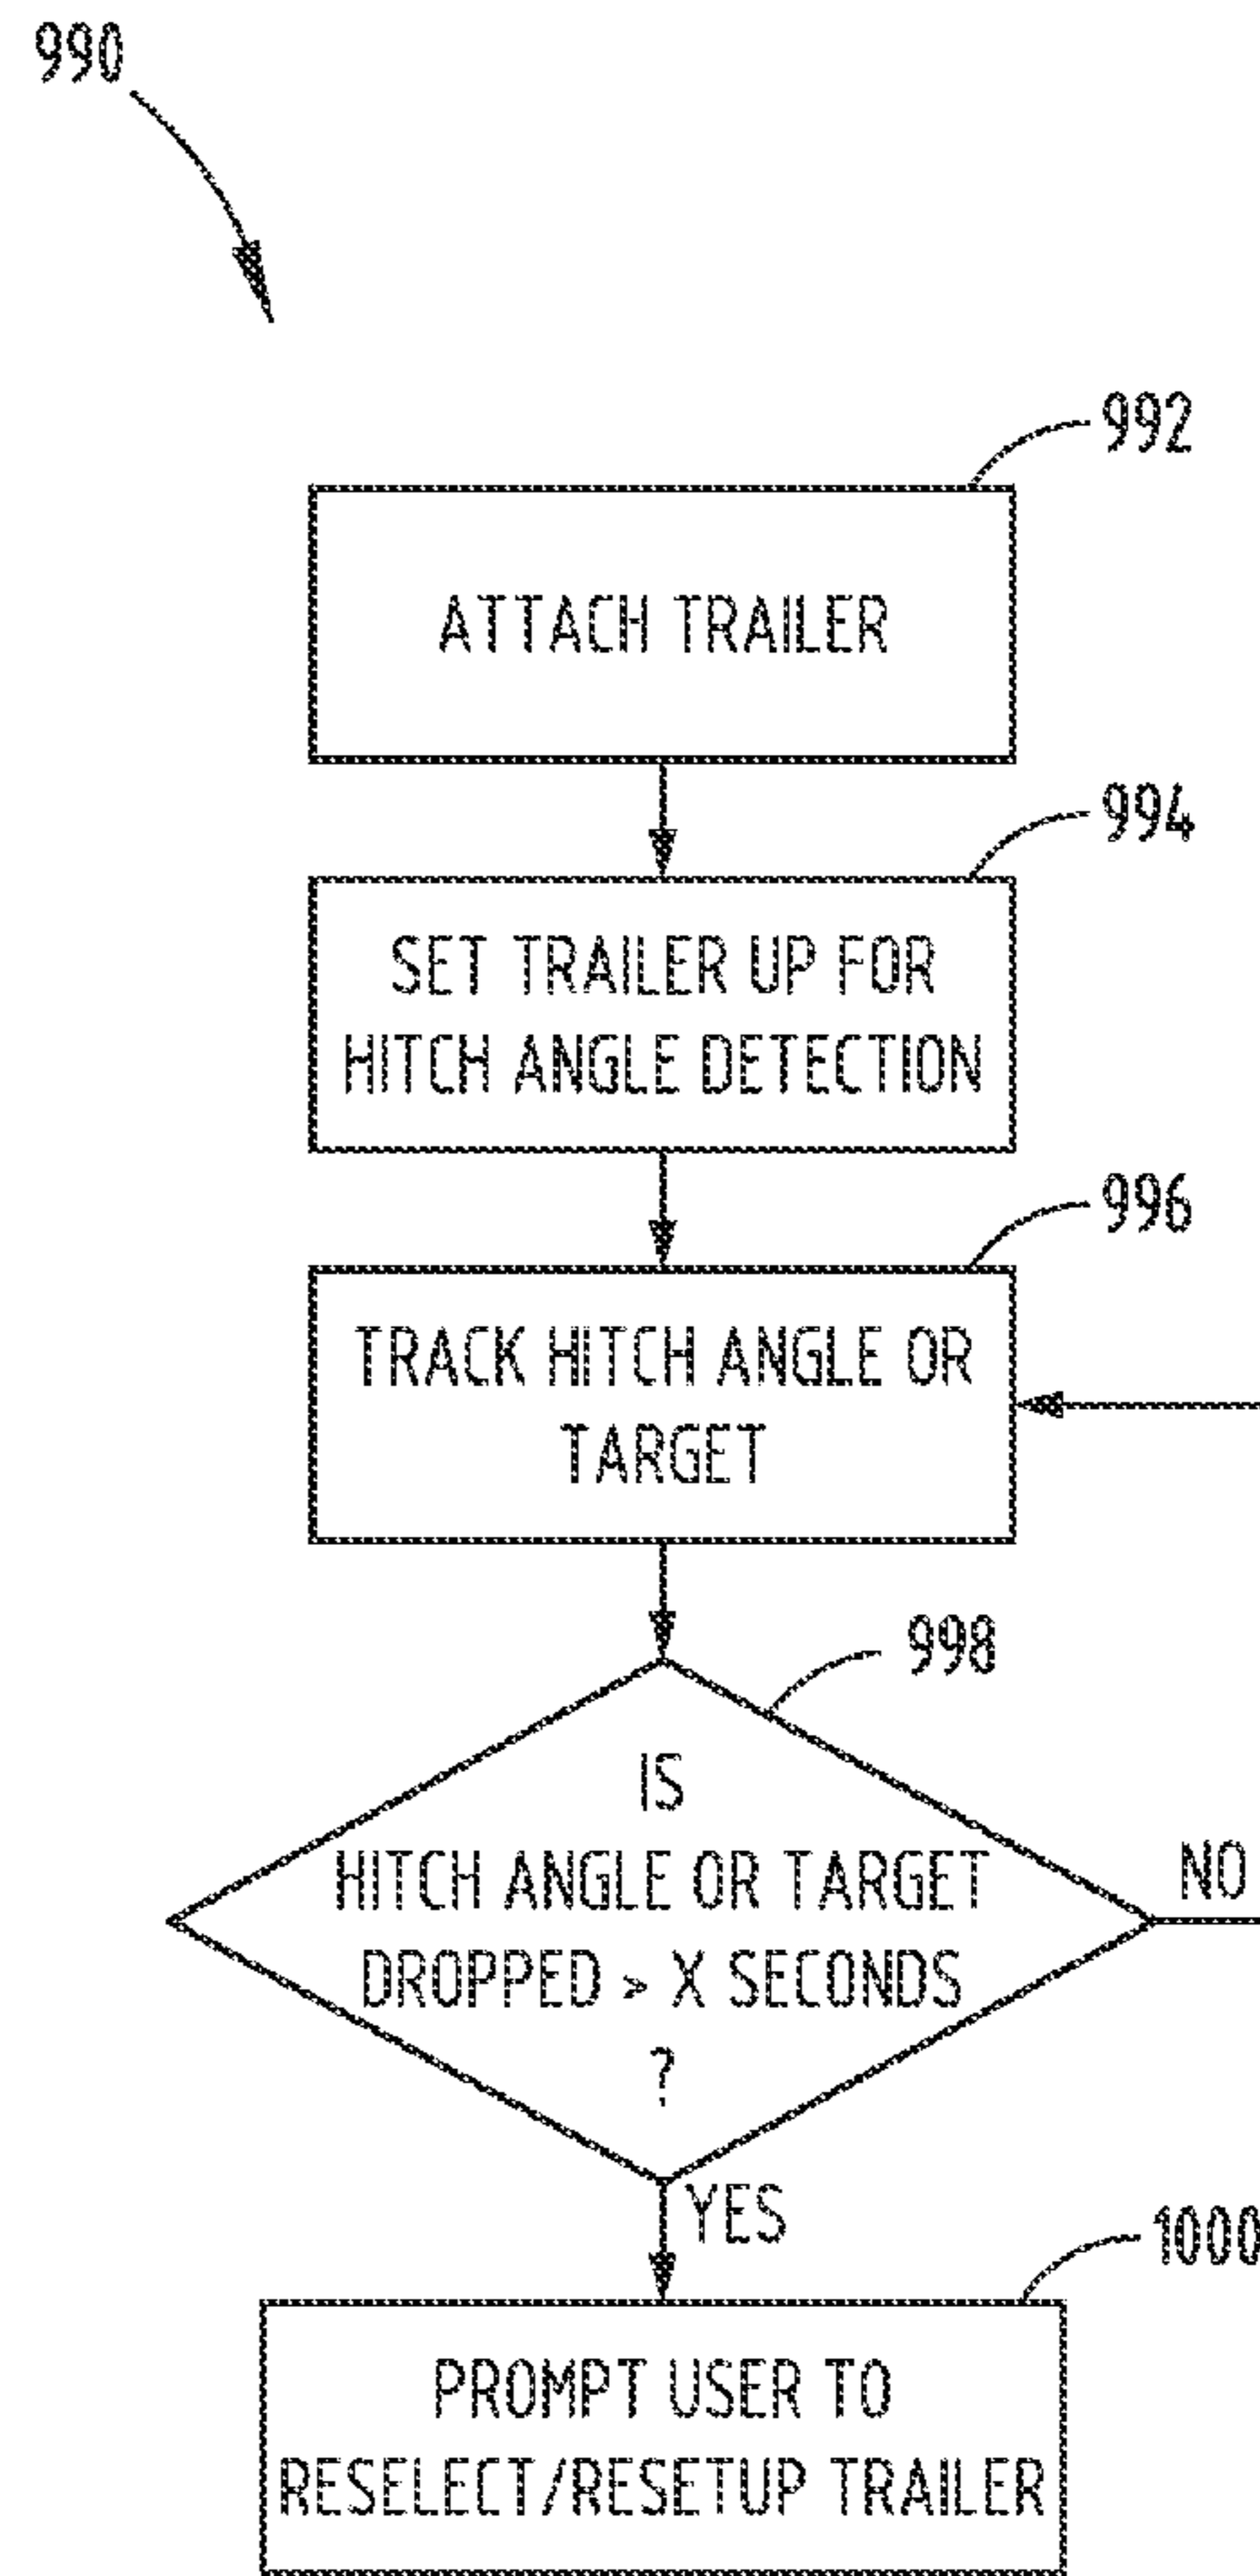 990
992
ATTACH TRAILER
994
SET TRAILER UP FOR
HITCH ANGLE DETECTION
996
TRACK HITCH ANGLE OR
TARGET
998
IS
HITCH ANGLE OR TARGET
DROPPED > X SECONDS
?
NO
YES
1000
PROMPT USER TO
RESELECT/RESETUP TRAILER